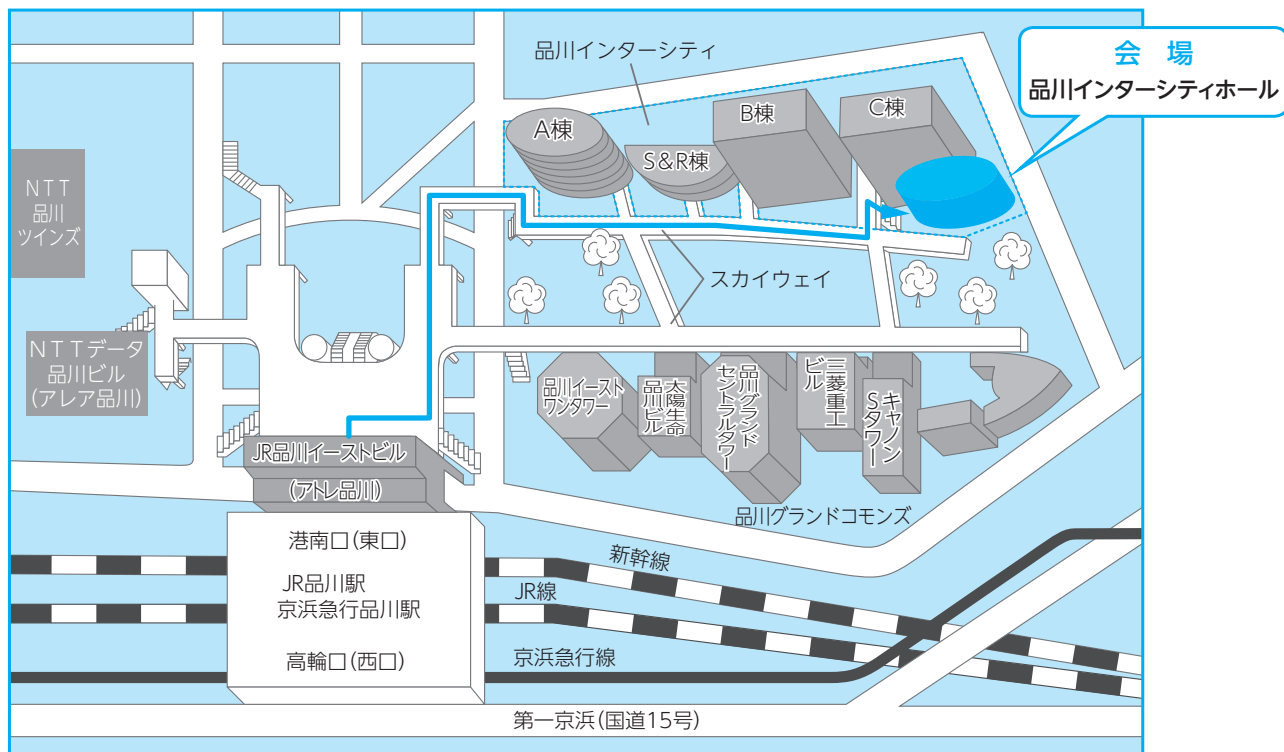 会 場
品川インターシティホール
品川インターシティ
A棟
S&R棟
B棟
C棟
NTT
品川
ツインズ
スカイウェイ
NTTデータ
品川ビル
(アレア品川)
品川イースト
ワンタワー
太陽生命
品川ビル
品川グランド
セントラルタワー
三菱重工
ビル
キヤノン
Sタワー
JR品川イーストビル
(アトレ品川)
品川グランドコモンズ
港南口(東口)
JR品川駅
京浜急行品川駅
高輪口(西口)
新幹線
JR線
京浜急行線
第一京浜(国道15号)